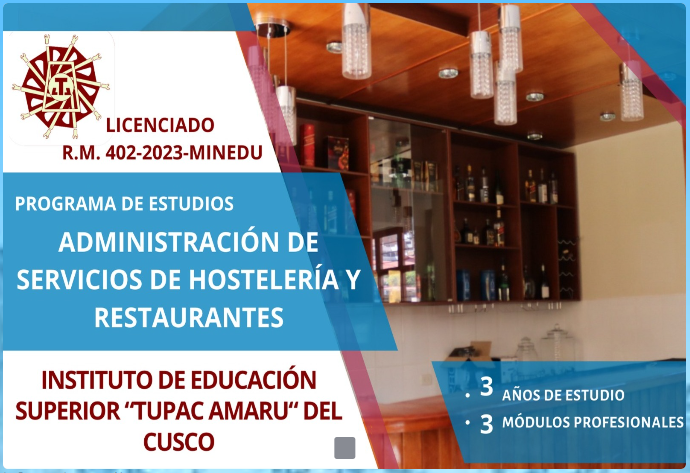 LICENCIADO
R.M. 402-2023-MINEDU
PROGRAMA DE ESTUDIOS
ADMINISTRACIÓN DE
SERVICIOS DE HOSTELERÍA Y
RESTAURANTES
INSTITUTO DE EDUCACIÓN
SUPERIOR “TUPAC AMARU“ DEL
CUSCO
• 3 AÑOS DE ESTUDIO
• 3 MÓDULOS PROFESIONALES